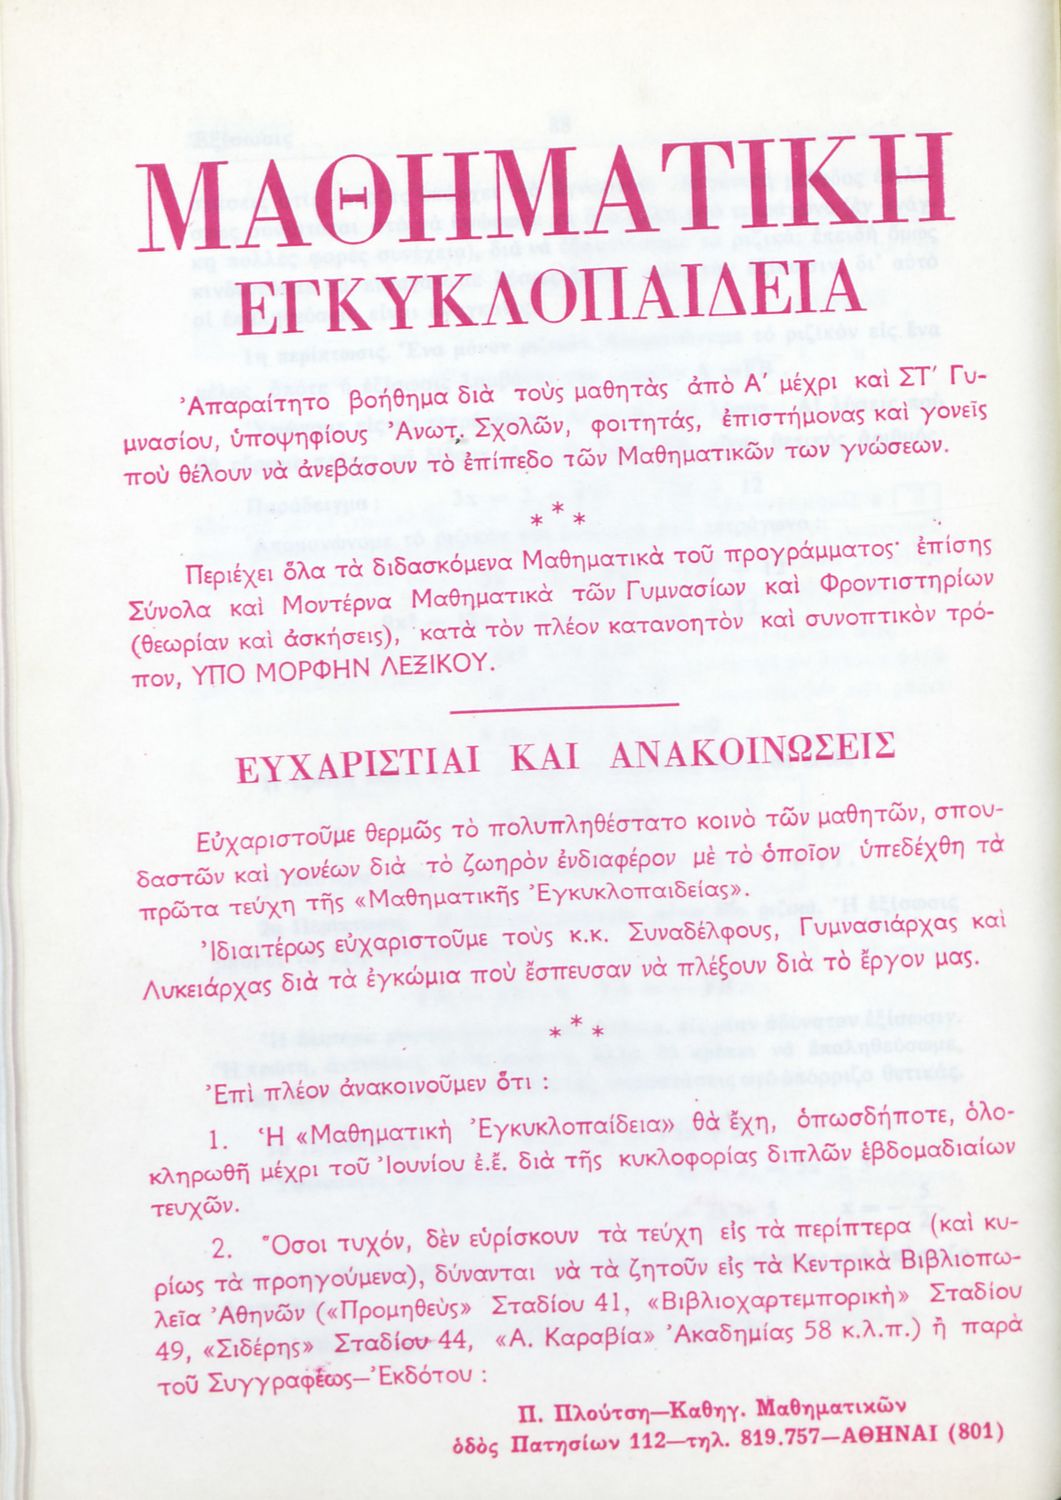 ΜΑΘΗΜΑΤΙΚΗ
ΕΓΚΥΚΛΟΠΑΙΔΕΙΑ
Ἀπαραίτητο βοήθημα διὰ τοὺς μαθητὰς ἀπὸ Α′ μέχρι καὶ ΣΤ′ Γυ-
μνασίου, ὑποψηφίους Ἀνωτ. Σχολῶν, φοιτητάς, ἐπιστήμονας καὶ γονεῖς
ποὺ θέλουν νὰ ἀνεβάσουν τὸ ἐπίπεδο τῶν Μαθηματικῶν των γνώσεων.
* * *
Περιέχει ὅλα τὰ διδασκόμενα Μαθηματικὰ τοῦ προγράμματος· ἐπίσης
Σύνολα καὶ Μοντέρνα Μαθηματικὰ τῶν Γυμνασίων καὶ Φροντιστηρίων
(θεωρίαν καὶ ἀσκήσεις), κατὰ τὸν πλέον κατανοητὸν καὶ συνοπτικὸν τρό-
πον, ΥΠΟ ΜΟΡΦΗΝ ΛΕΞΙΚΟΥ.
ΕΥΧΑΡΙΣΤΙΑΙ ΚΑΙ ΑΝΑΚΟΙΝΩΣΕΙΣ
Εὐχαριστοῦμε θερμῶς τὸ πολυπληθέστατο κοινὸ τῶν μαθητῶν, σπου-
δαστῶν καὶ γονέων διὰ τὸ ζωηρὸν ἐνδιαφέρον μὲ τὸ ὁποῖον ὑπεδέχθη τὰ
πρῶτα τεύχη τῆς «Μαθηματικῆς Ἐγκυκλοπαιδείας».
Ἰδιαιτέρως εὐχαριστοῦμε τοὺς κ.κ. Συναδέλφους, Γυμνασιάρχας καὶ
Λυκειάρχας διὰ τὰ ἐγκώμια ποὺ ἔσπευσαν νὰ πλέξουν διὰ τὸ ἔργον μας.
* * *
Ἐπὶ πλέον ἀνακοινοῦμεν ὅτι :
1. Ἡ «Μαθηματικὴ Ἐγκυκλοπαίδεια» θὰ ἔχη, ὁπωσδήποτε, ὁλο-
κληρωθῆ μέχρι τοῦ Ἰουνίου ἐ.ἔ. διὰ τῆς κυκλοφορίας διπλῶν ἑβδομαδιαίων
τευχῶν.
2. Ὅσοι τυχόν, δὲν εὑρίσκουν τὰ τεύχη εἰς τὰ περίπτερα (καὶ κυ-
ρίως τὰ προηγούμενα), δύνανται νὰ τὰ ζητοῦν εἰς τὰ Κεντρικὰ Βιβλιοπω-
λεῖα Ἀθηνῶν («Προμηθεὺς» Σταδίου 41, «Βιβλιοχαρτεμπορικὴ» Σταδίου
49, «Σιδέρης» Σταδίου 44, «Α. Καραβία» Ἀκαδημίας 58 κ.λ.π.) ἢ παρὰ
τοῦ Συγγραφέως—Ἐκδότου :
Π. Πλούτση—Καθηγ. Μαθηματικῶν
ὁδὸς Πατησίων 112—τηλ. 819.757—ΑΘΗΝΑΙ (801)